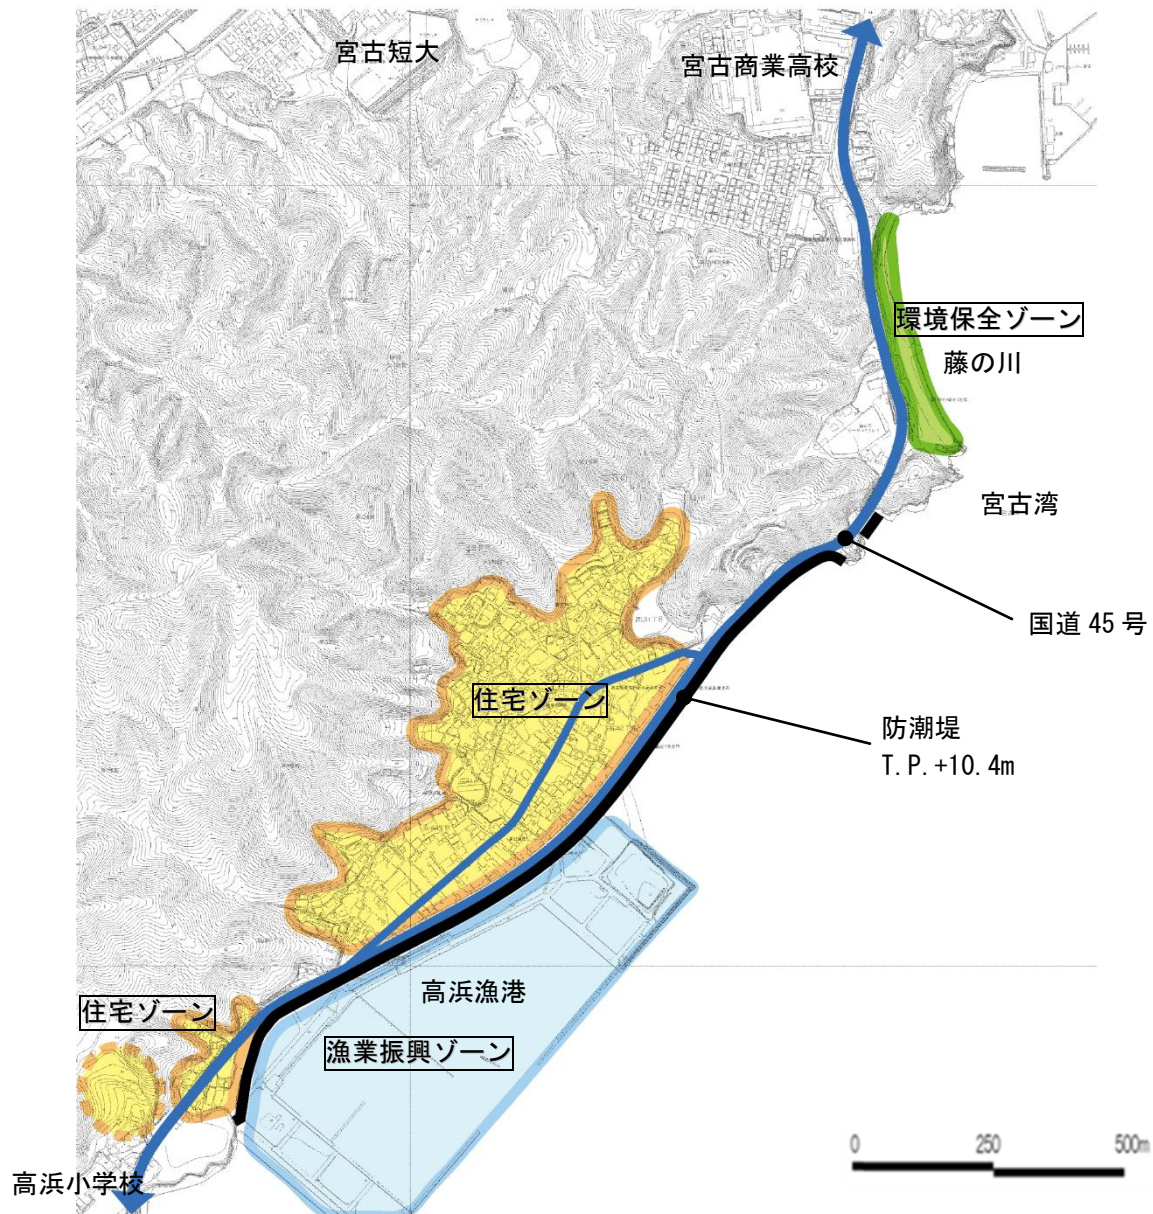 宮古短大
宮古商業高校
環境保全ゾーン
藤の川
宮古湾
国道 45 号
住宅ゾーン
防潮堤
T.P.+10.4m
高浜漁港
住宅ゾーン
漁業振興ゾーン
高浜小学校
0 250 500m